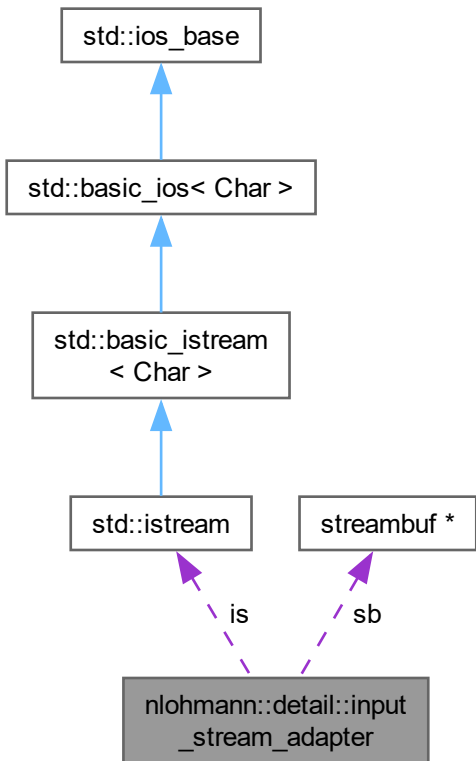 std::ios_base
std::basic_ios< Char >
std::basic_istream
< Char >
std::istream
streambuf *
is
sb
nlohmann::detail::input
_stream_adapter